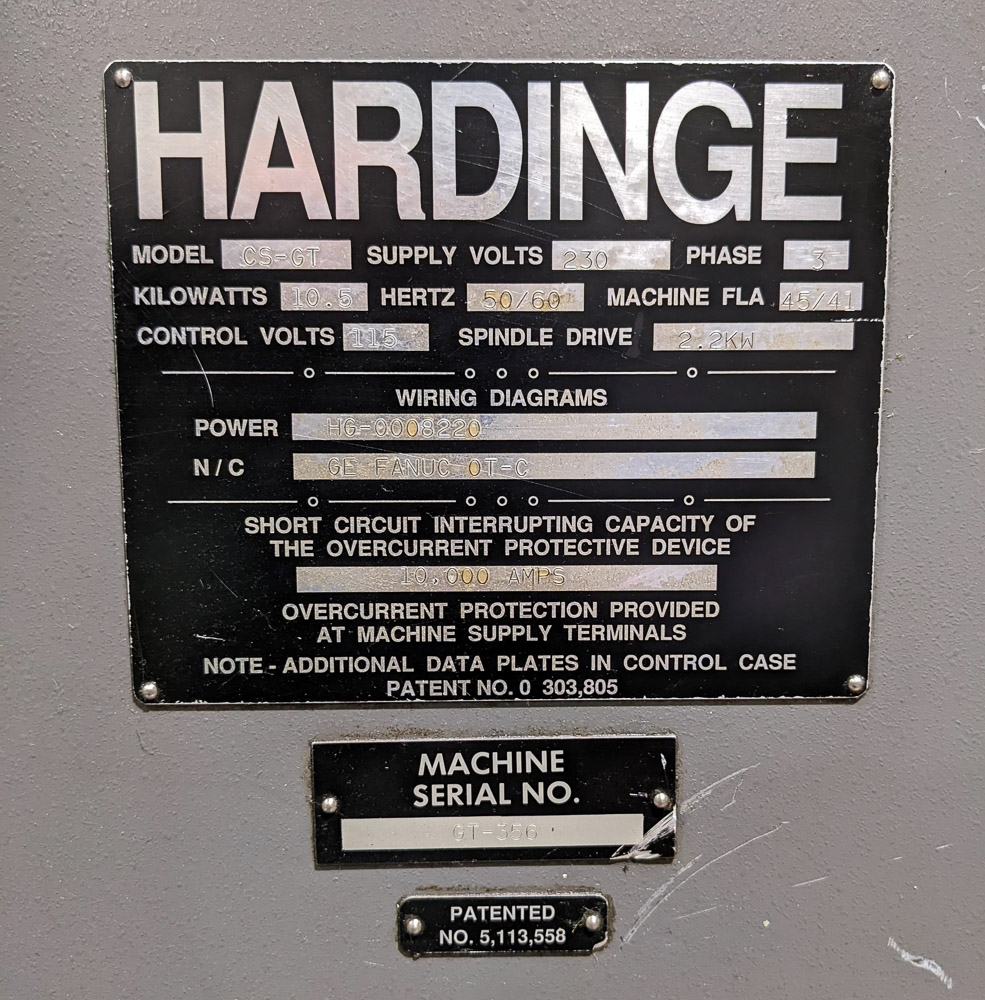 HARDINGE
MODEL CS-GT SUPPLY VOLTS 230 PHASE 3
KILOWATTS 10.5 HERTZ 50/60 MACHINE FLA 45/41
CONTROL VOLTS 115 SPINDLE DRIVE 2.2KW
WIRING DIAGRAMS
POWER HG-0008220
N/C GE FANUC OT-C
SHORT CIRCUIT INTERRUPTING CAPACITY OF
THE OVERCURRENT PROTECTIVE DEVICE
10,000 AMPS
OVERCURRENT PROTECTION PROVIDED
AT MACHINE SUPPLY TERMINALS
NOTE - ADDITIONAL DATA PLATES IN CONTROL CASE
PATENT NO. 0 303,805
MACHINE
SERIAL NO.
GT-356
PATENTED
NO. 5,113,558